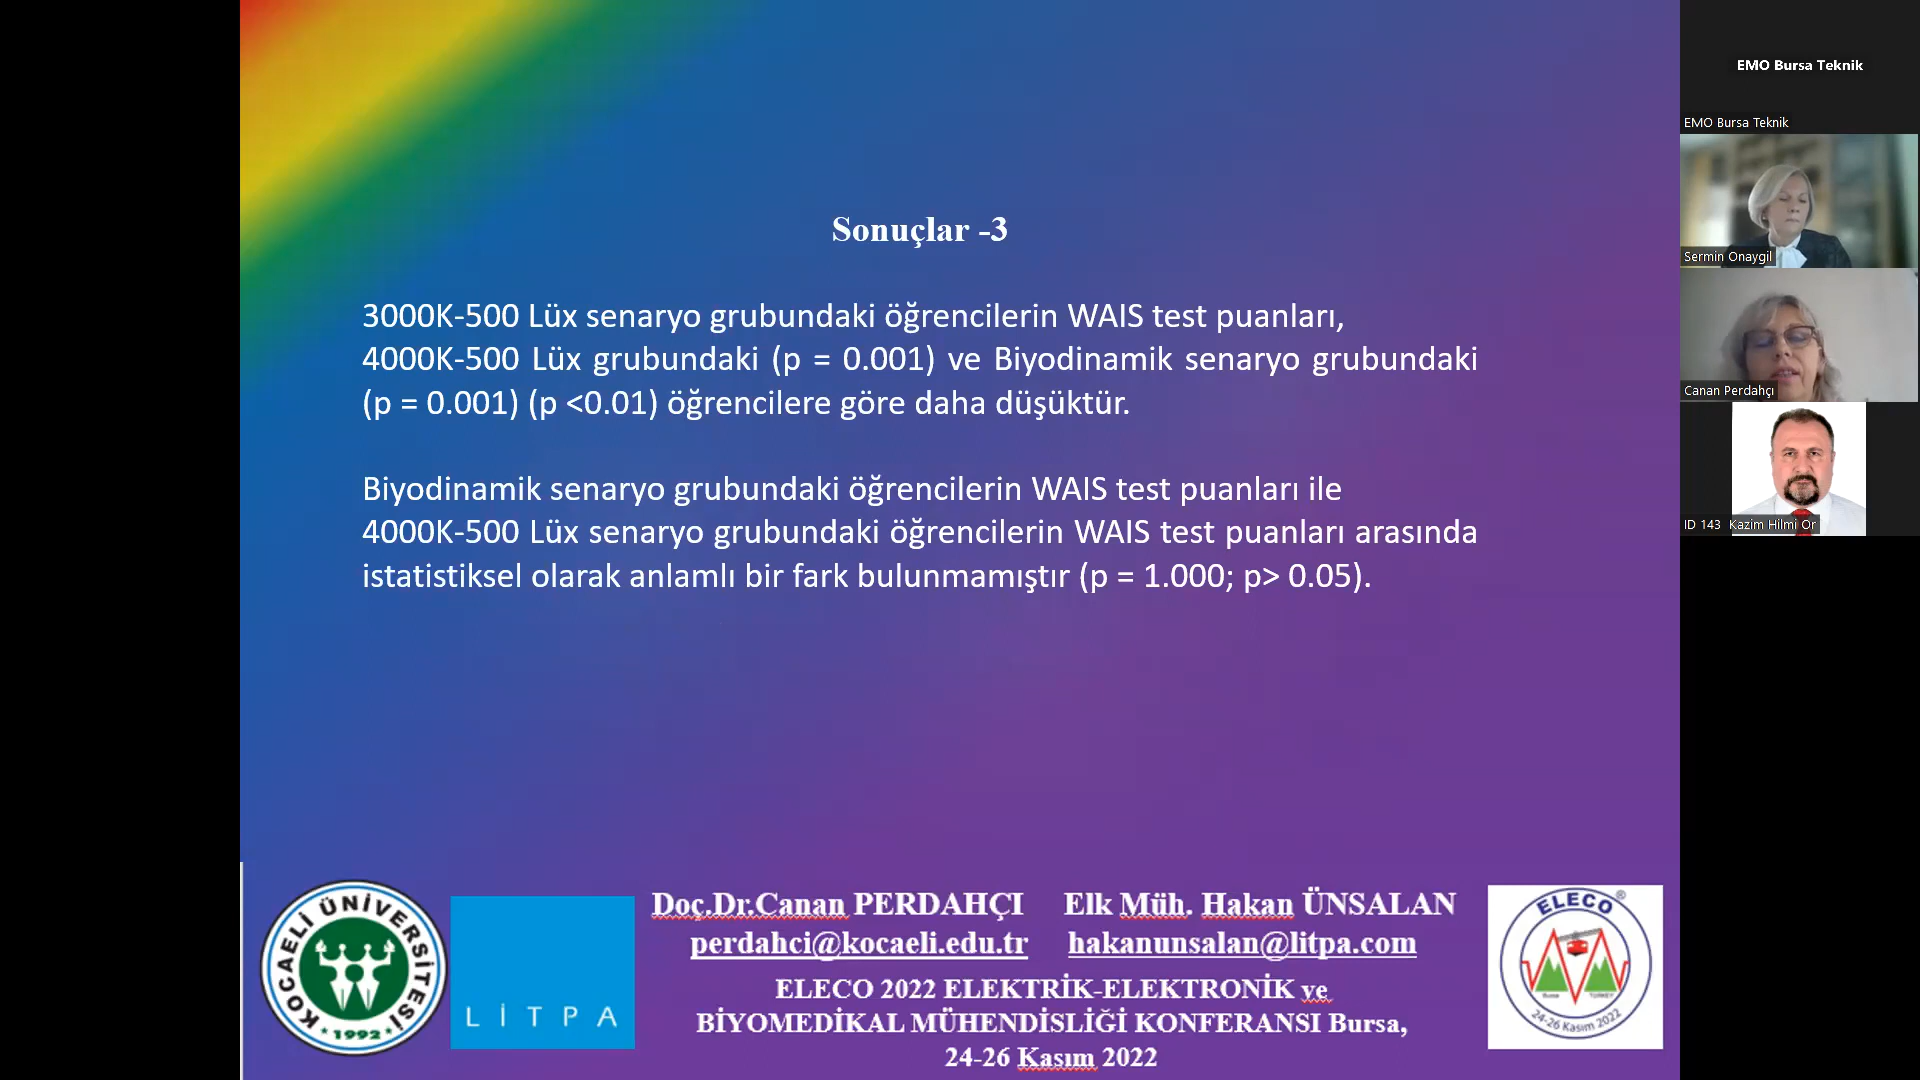 Sonuçlar -3
3000K-500 Lüx senaryo grubundaki öğrencilerin WAIS test puanları,
4000K-500 Lüx grubundaki (p = 0.001) ve Biyodinamik senaryo grubundaki
(p = 0.001) (p <0.01) öğrencilere göre daha düşüktür.
Biyodinamik senaryo grubundaki öğrencilerin WAIS test puanları ile
4000K-500 Lüx senaryo grubundaki öğrencilerin WAIS test puanları arasında
istatistiksel olarak anlamlı bir fark bulunmamıştır (p = 1.000; p> 0.05).
KOCAELİ ÜNİVERSİTESİ
1992
LİTPA
Doç.Dr.Canan PERDAHÇI Elk Müh. Hakan ÜNSALAN
perdahci@kocaeli.edu.tr hakanunsalan@litpa.com
ELECO 2022 ELEKTRİK-ELEKTRONİK ve
BİYOMEDİKAL MÜHENDİSLİĞİ KONFERANSI Bursa,
24-26 Kasım 2022
ELECO ®
Bursa TURKEY
24-26 Kasım 2022
EMO Bursa Teknik
EMO Bursa Teknik
Sermin Onaygil
Canan Perdahçı
ID 143 Kazim Hilmi Or